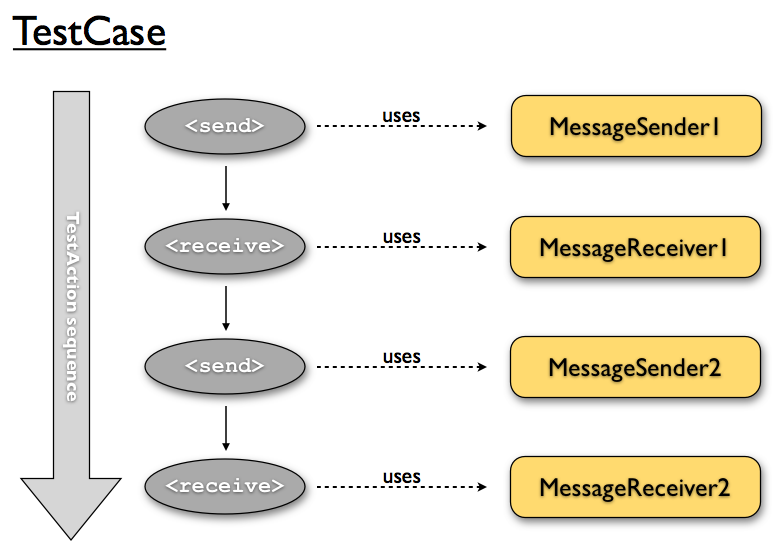 TestCase
TestAction sequence
<send>
uses
MessageSender1
<receive>
uses
MessageReceiver1
<send>
uses
MessageSender2
<receive>
uses
MessageReceiver2